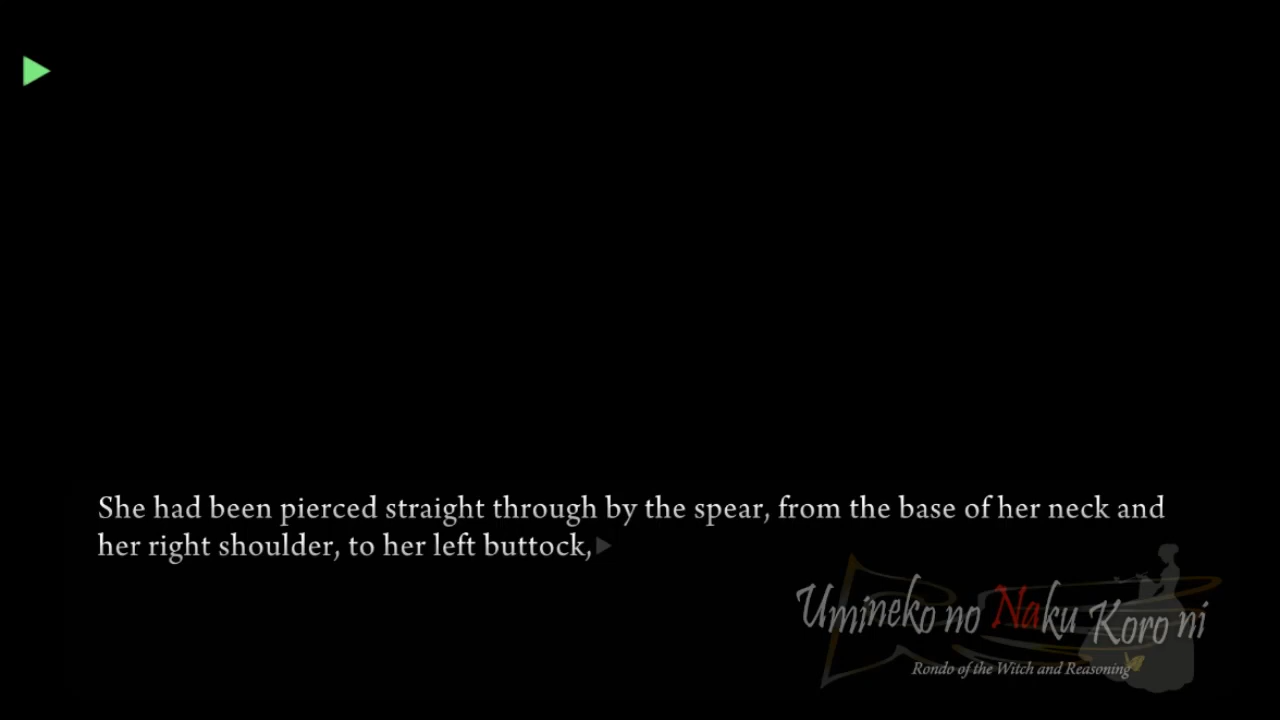 She had been pierced straight through by the spear, from the base of her neck and
her right shoulder, to her left buttock,
Umineko no Naku Koro ni
Rondo of the Witch and Reasoning